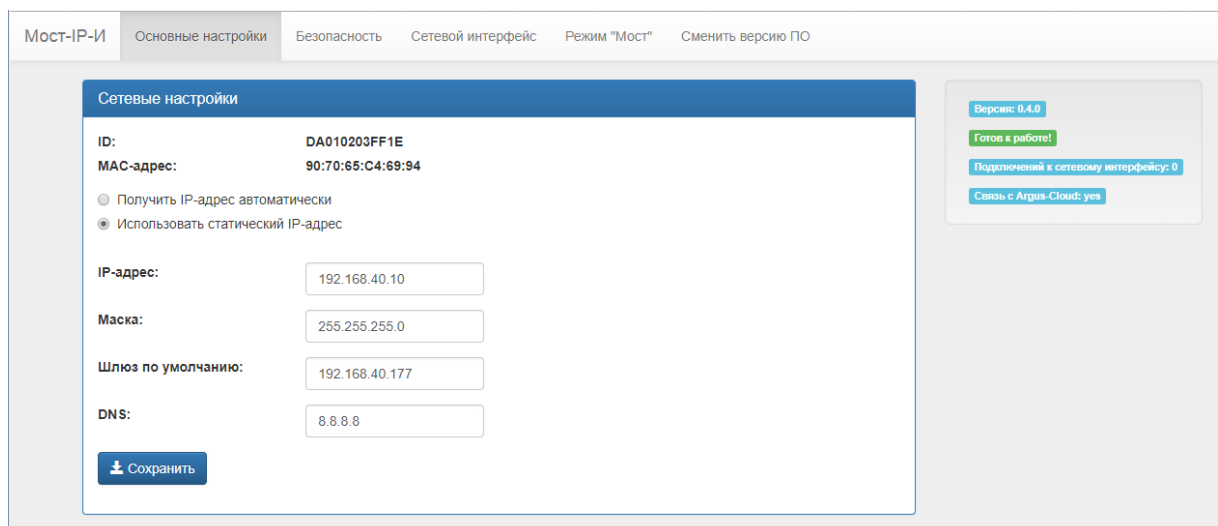 Мост-IP-И Основные настройки Безопасность Сетевой интерфейс Режим "Мост" Сменить версию ПО
Сетевые настройки
ID: DA010203FF1E
MAC-адрес: 90:70:65:C4:69:94
Получить IP-адрес автоматически
Использовать статический IP-адрес
IP-адрес: 192.168.40.10
Маска: 255.255.255.0
Шлюз по умолчанию: 192.168.40.177
DNS: 8.8.8.8
Сохранить
Версия: 0.4.0
Готов к работе!
Подключений к сетевому интерфейсу: 0
Связь с Argus-Cloud: yes